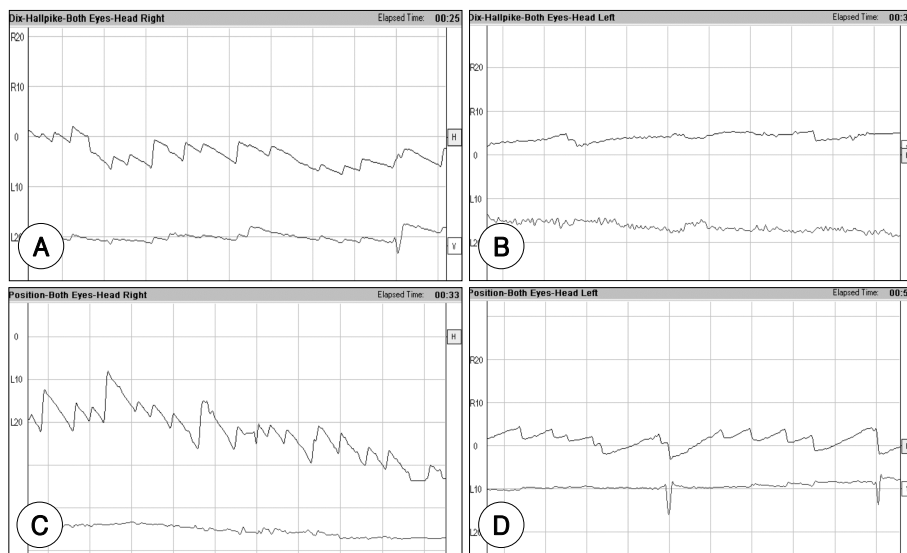 Dix-Hallpike-Both Eyes-Head Right Elapsed Time: 00:25
R20
R10
0
H
L10
L20
V
A
Dix-Hallpike-Both Eyes-Head Left Elapsed Time:
R20
R10
0
L10
B
Position-Both Eyes-Head Right Elapsed Time: 00:33
0
H
L10
L20
C
Position-Both Eyes-Head Left Elapsed Time:
R20
R10
0
L10
L20
D